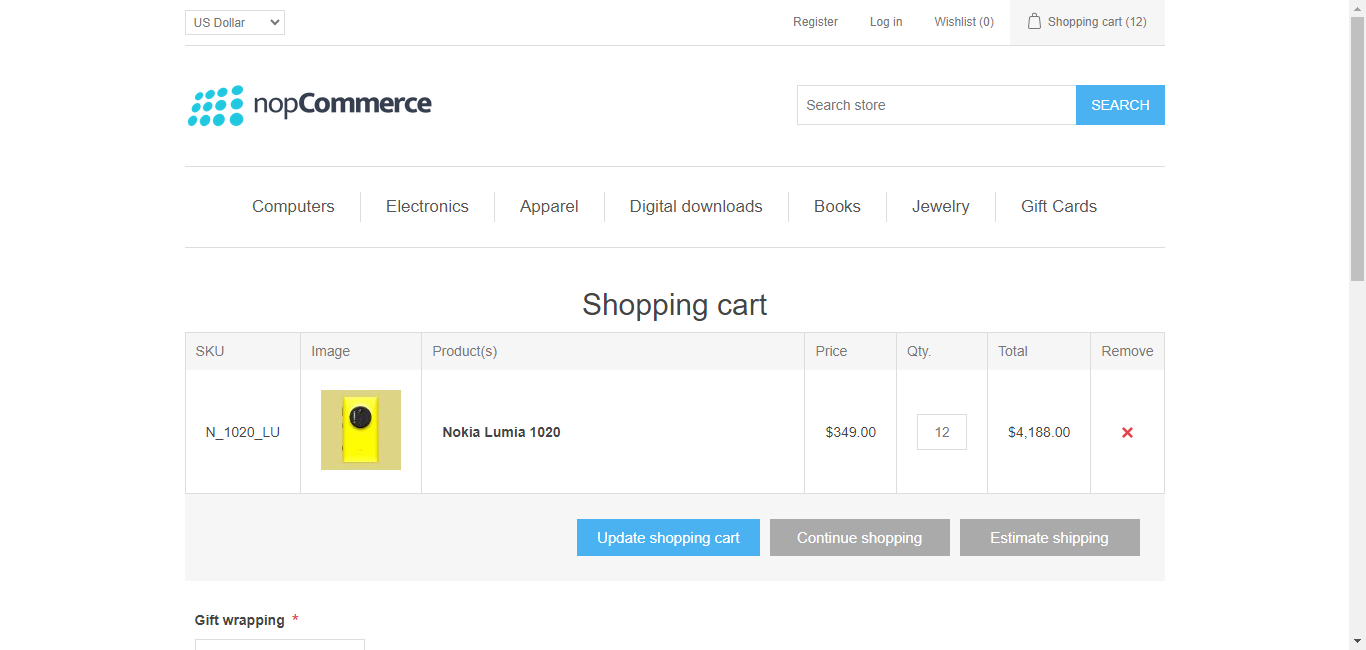 US Dollar
Register
Log in
Wishlist (0)
Shopping cart (12)
nopCommerce
Search store
SEARCH
Computers
Electronics
Apparel
Digital downloads
Books
Jewelry
Gift Cards
Shopping cart
SKU
Image
Product(s)
Price
Qty.
Total
Remove
N_1020_LU
Nokia Lumia 1020
$349.00
12
$4,188.00
Update shopping cart
Continue shopping
Estimate shipping
Gift wrapping *